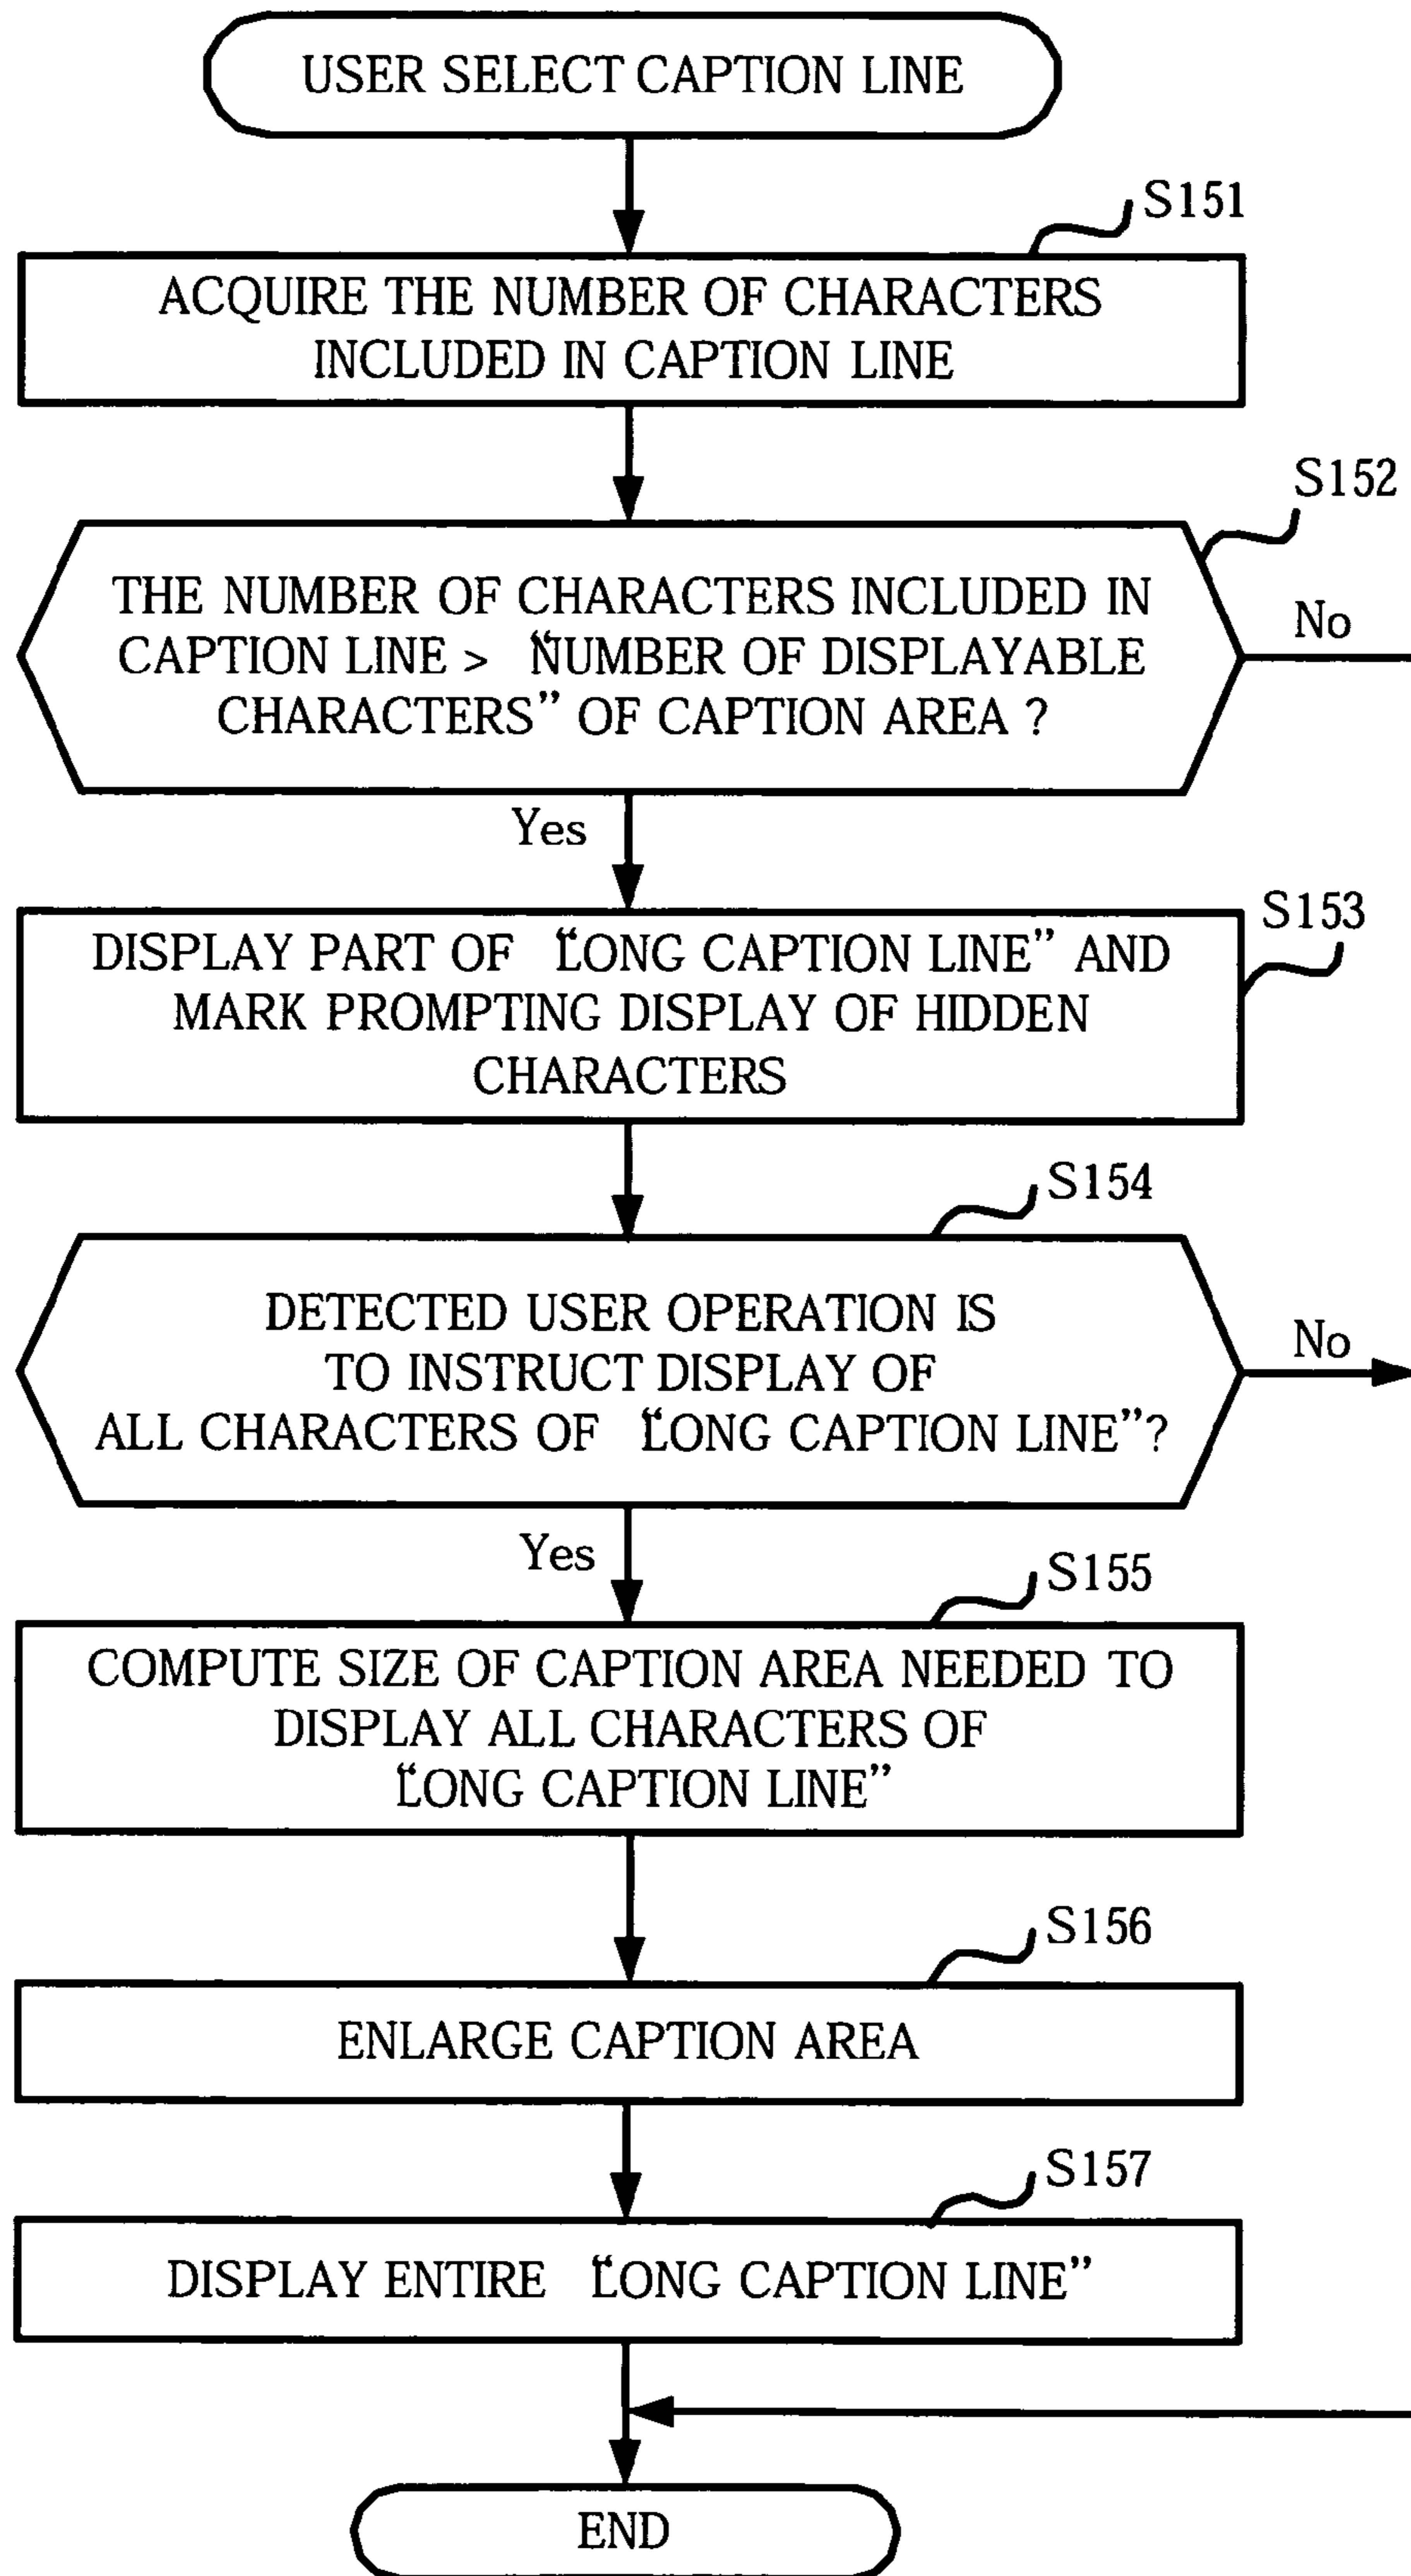 USER SELECT CAPTION LINE
S151
ACQUIRE THE NUMBER OF CHARACTERS
INCLUDED IN CAPTION LINE
S152
THE NUMBER OF CHARACTERS INCLUDED IN
CAPTION LINE > “NUMBER OF DISPLAYABLE
CHARACTERS” OF CAPTION AREA ?
No
Yes
S153
DISPLAY PART OF “LONG CAPTION LINE” AND
MARK PROMPTING DISPLAY OF HIDDEN
CHARACTERS
S154
DETECTED USER OPERATION IS
TO INSTRUCT DISPLAY OF
ALL CHARACTERS OF “LONG CAPTION LINE”?
No
Yes
S155
COMPUTE SIZE OF CAPTION AREA NEEDED TO
DISPLAY ALL CHARACTERS OF
“LONG CAPTION LINE”
S156
ENLARGE CAPTION AREA
S157
DISPLAY ENTIRE “LONG CAPTION LINE”
END